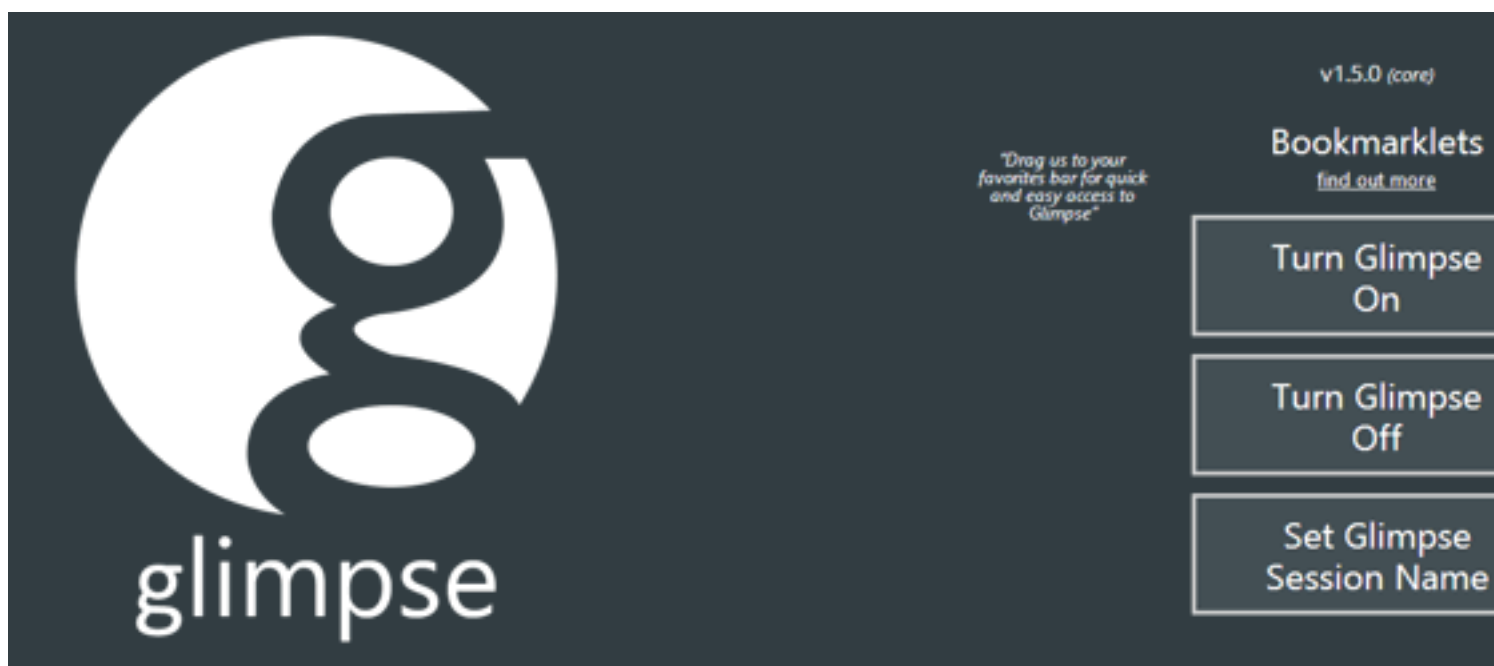 glimpse
"Drag us to your
favorites bar for quick
and easy access to
Glimpse"
v1.5.0 (core)
Bookmarklets
find out more
Turn Glimpse
On
Turn Glimpse
Off
Set Glimpse
Session Name